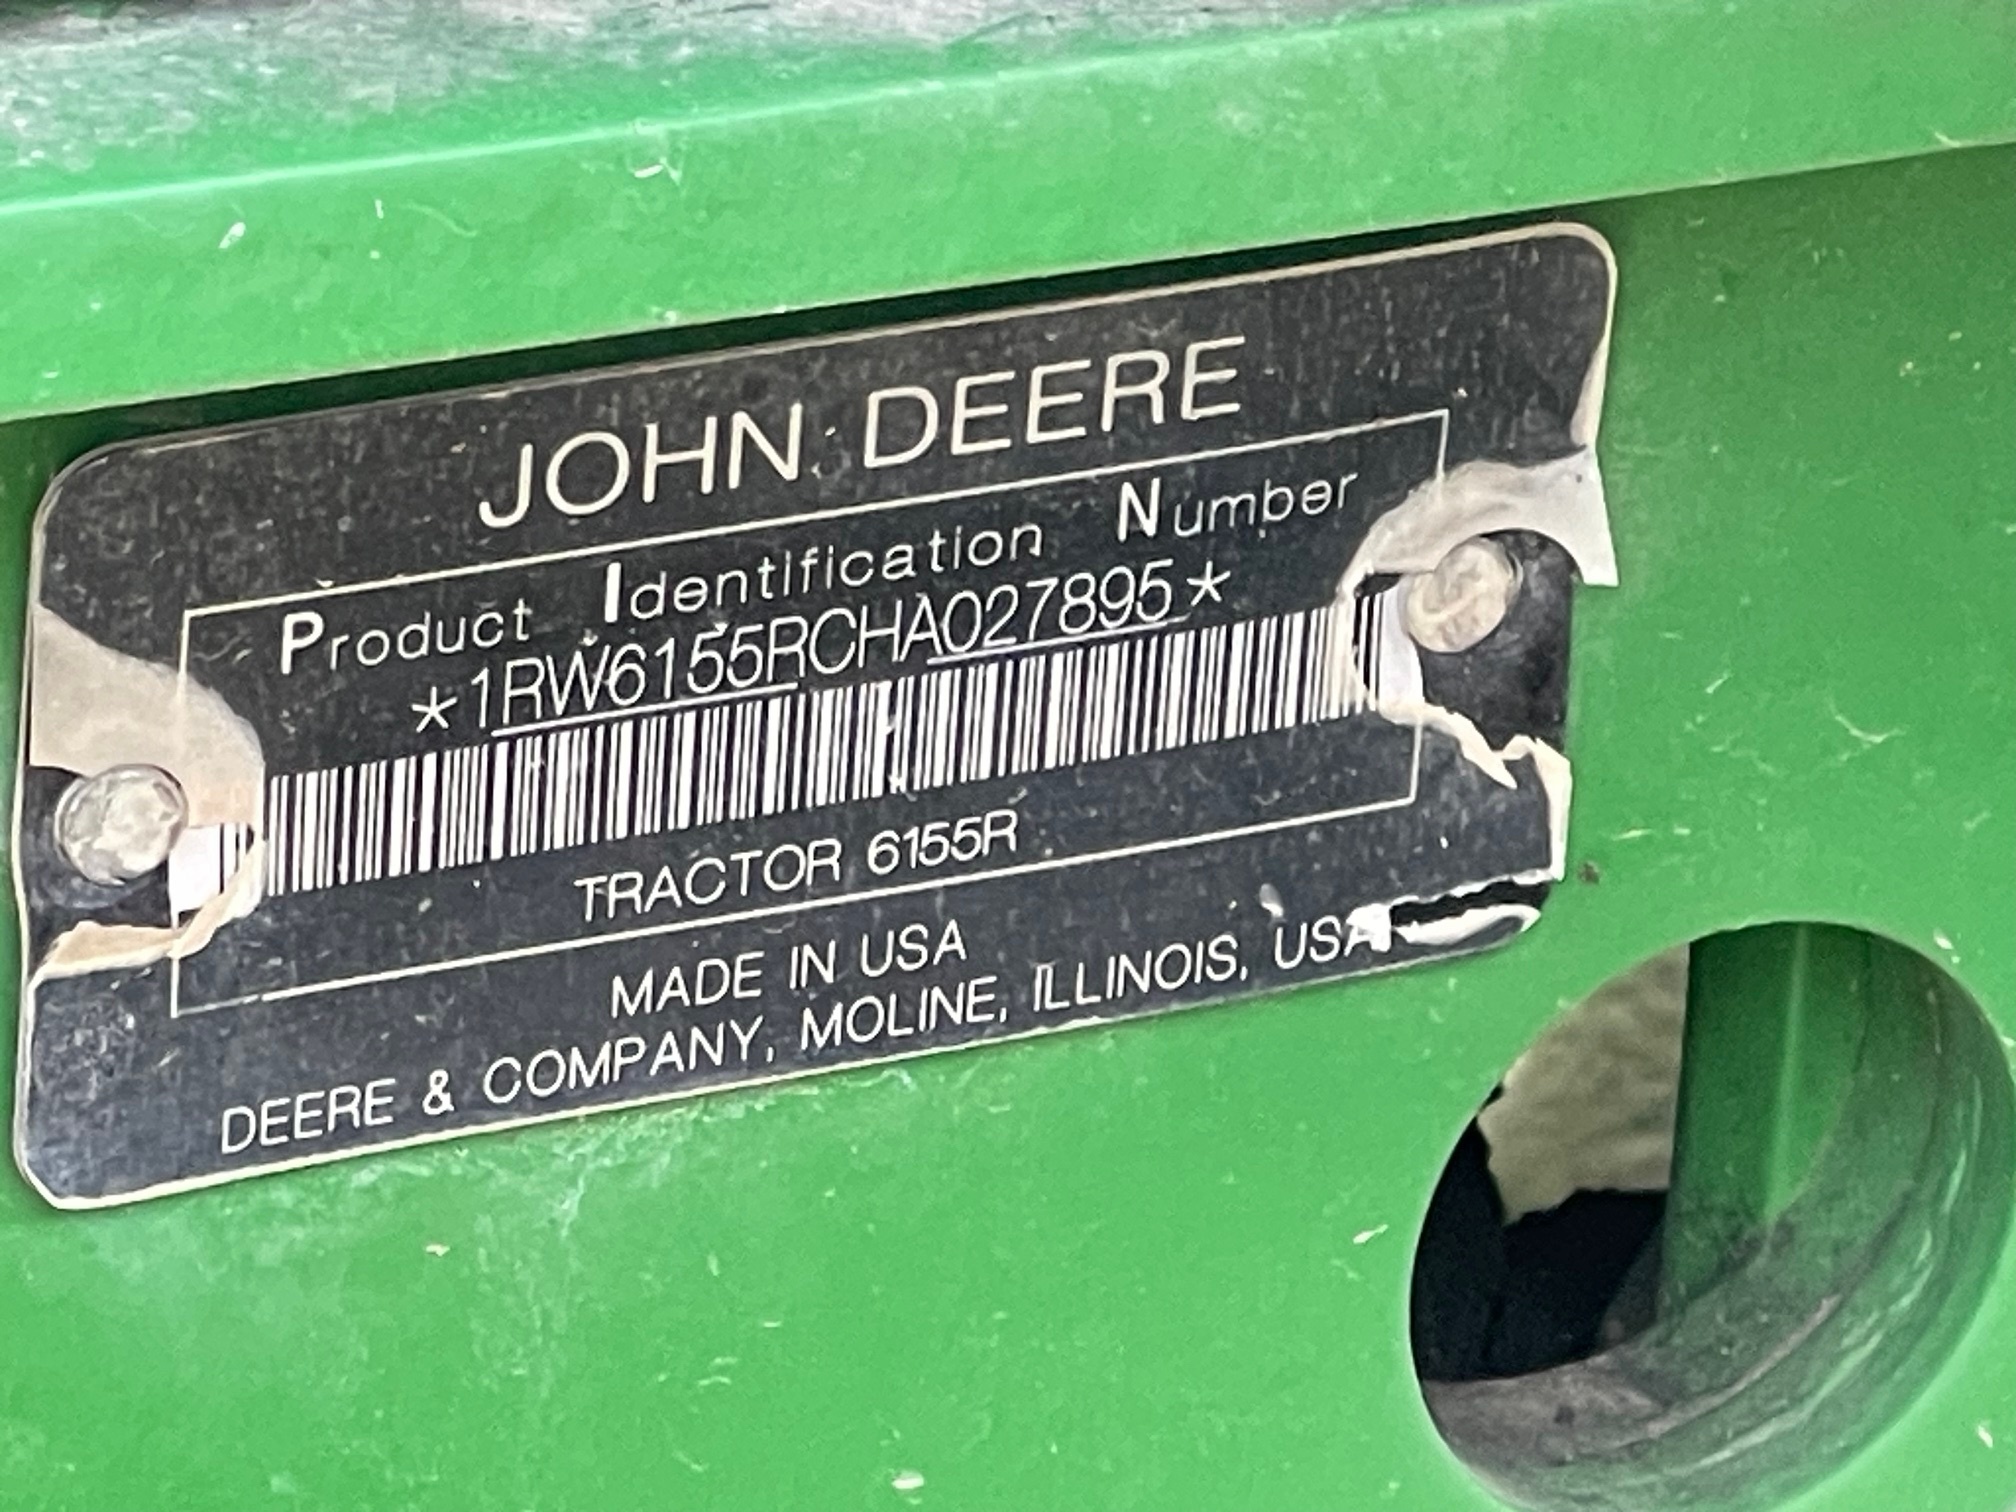 JOHN DEERE
Product Identification Number
*1RW6155RCHA027895*
TRACTOR 6155R
MADE IN USA
DEERE & COMPANY, MOLINE, ILLINOIS, USA